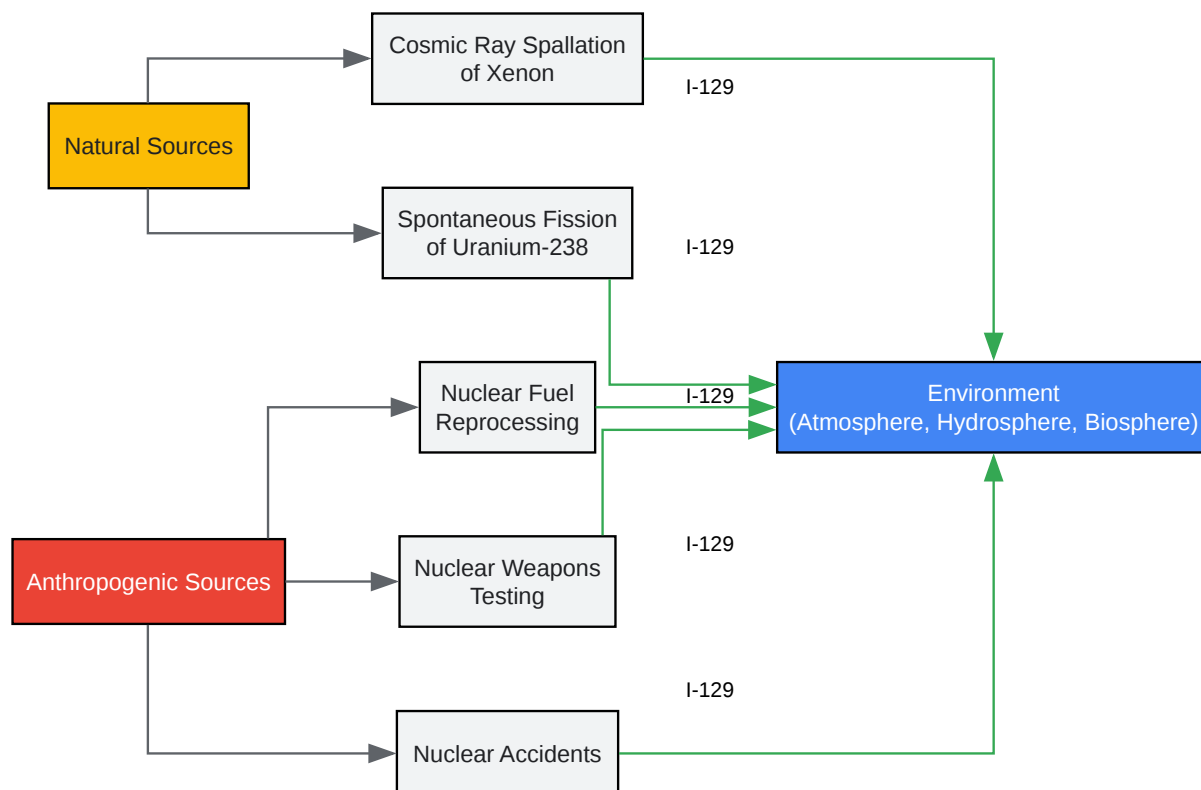 Cosmic Ray Spallation
of Xenon
I-129
Natural Sources
Spontaneous Fission
of Uranium-238
I-129
Nuclear Fuel
Reprocessing
I-129
Environment
(Atmosphere, Hydrosphere, Biosphere)
Anthropogenic Sources
Nuclear Weapons
Testing
I-129
I-129
Nuclear Accidents